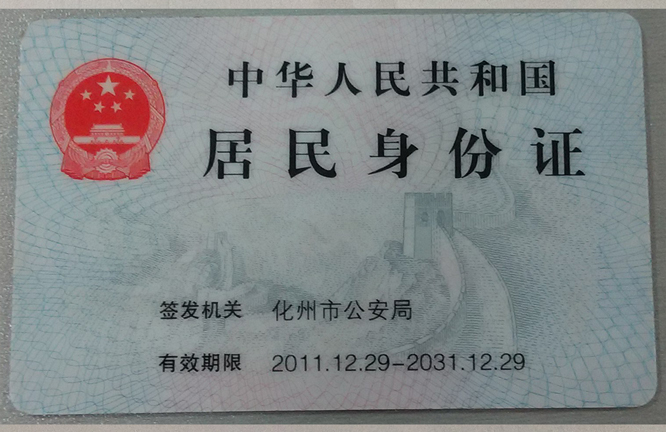 中华人民共和国
居民身份证
签发机关 化州市公安局
有效期限 2011.12.29-2031.12.29